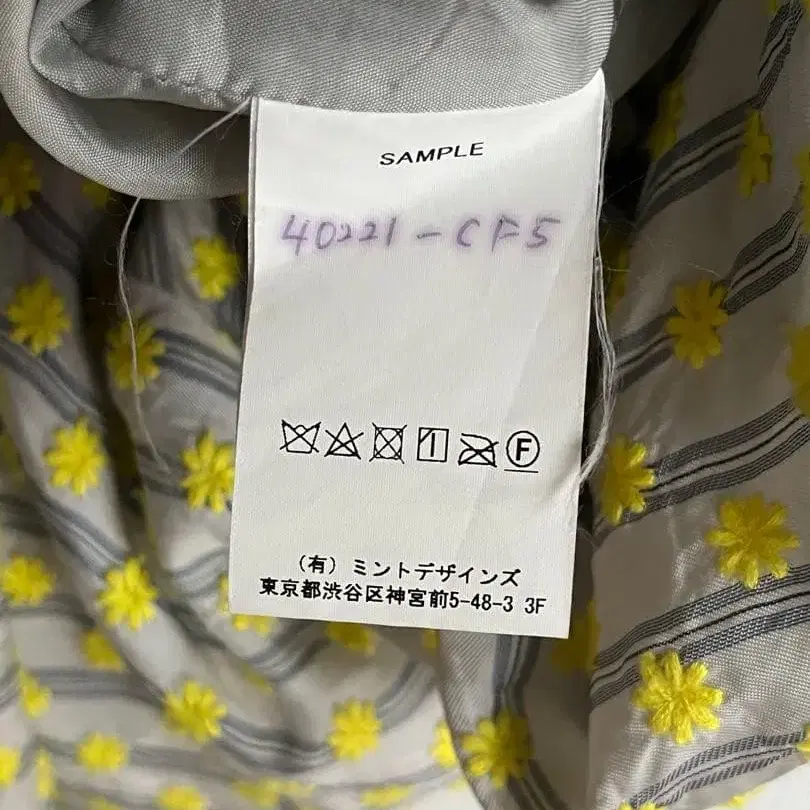 SAMPLE
40221-CF5
F
(有) ミントデザインズ
東京都渋谷区神宮前5-48-3 3F